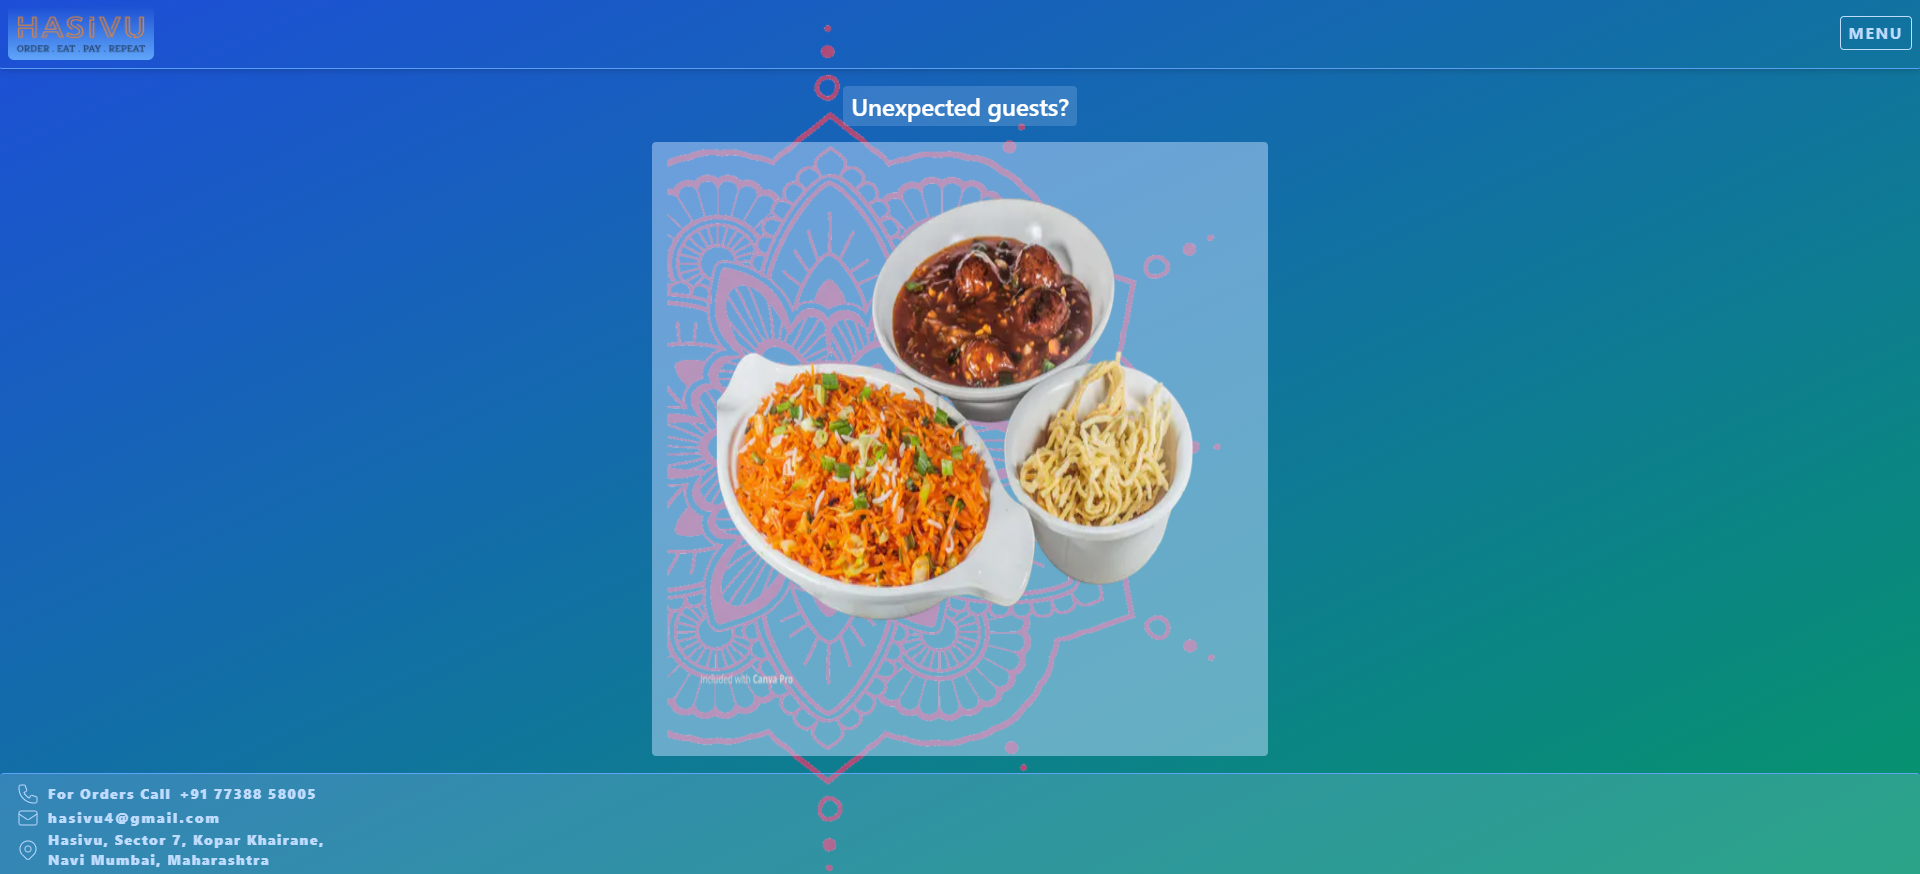 HASiVU
ORDER . EAT . PAY . REPEAT
MENU
Unexpected guests?
Included with Canva Pro
For Orders Call +91 77388 58005
hasivu4@gmail.com
Hasivu, Sector 7, Kopar Khairane,
Navi Mumbai, Maharashtra